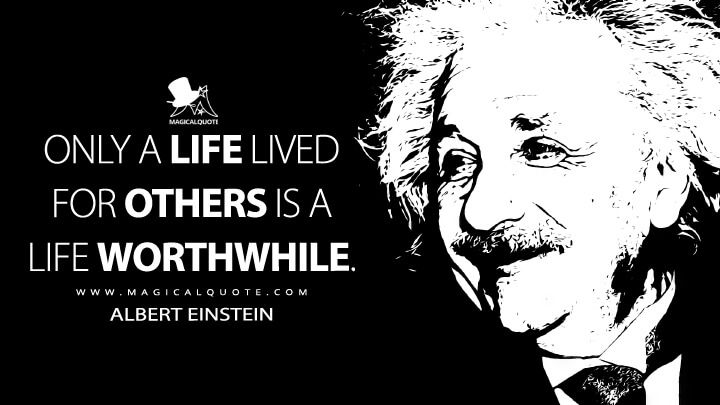 MAGICALQUOTE
ONLY A LIFE LIVED
FOR OTHERS IS A
LIFE WORTHWHILE.
WWW.MAGICALQUOTE.COM
ALBERT EINSTEIN